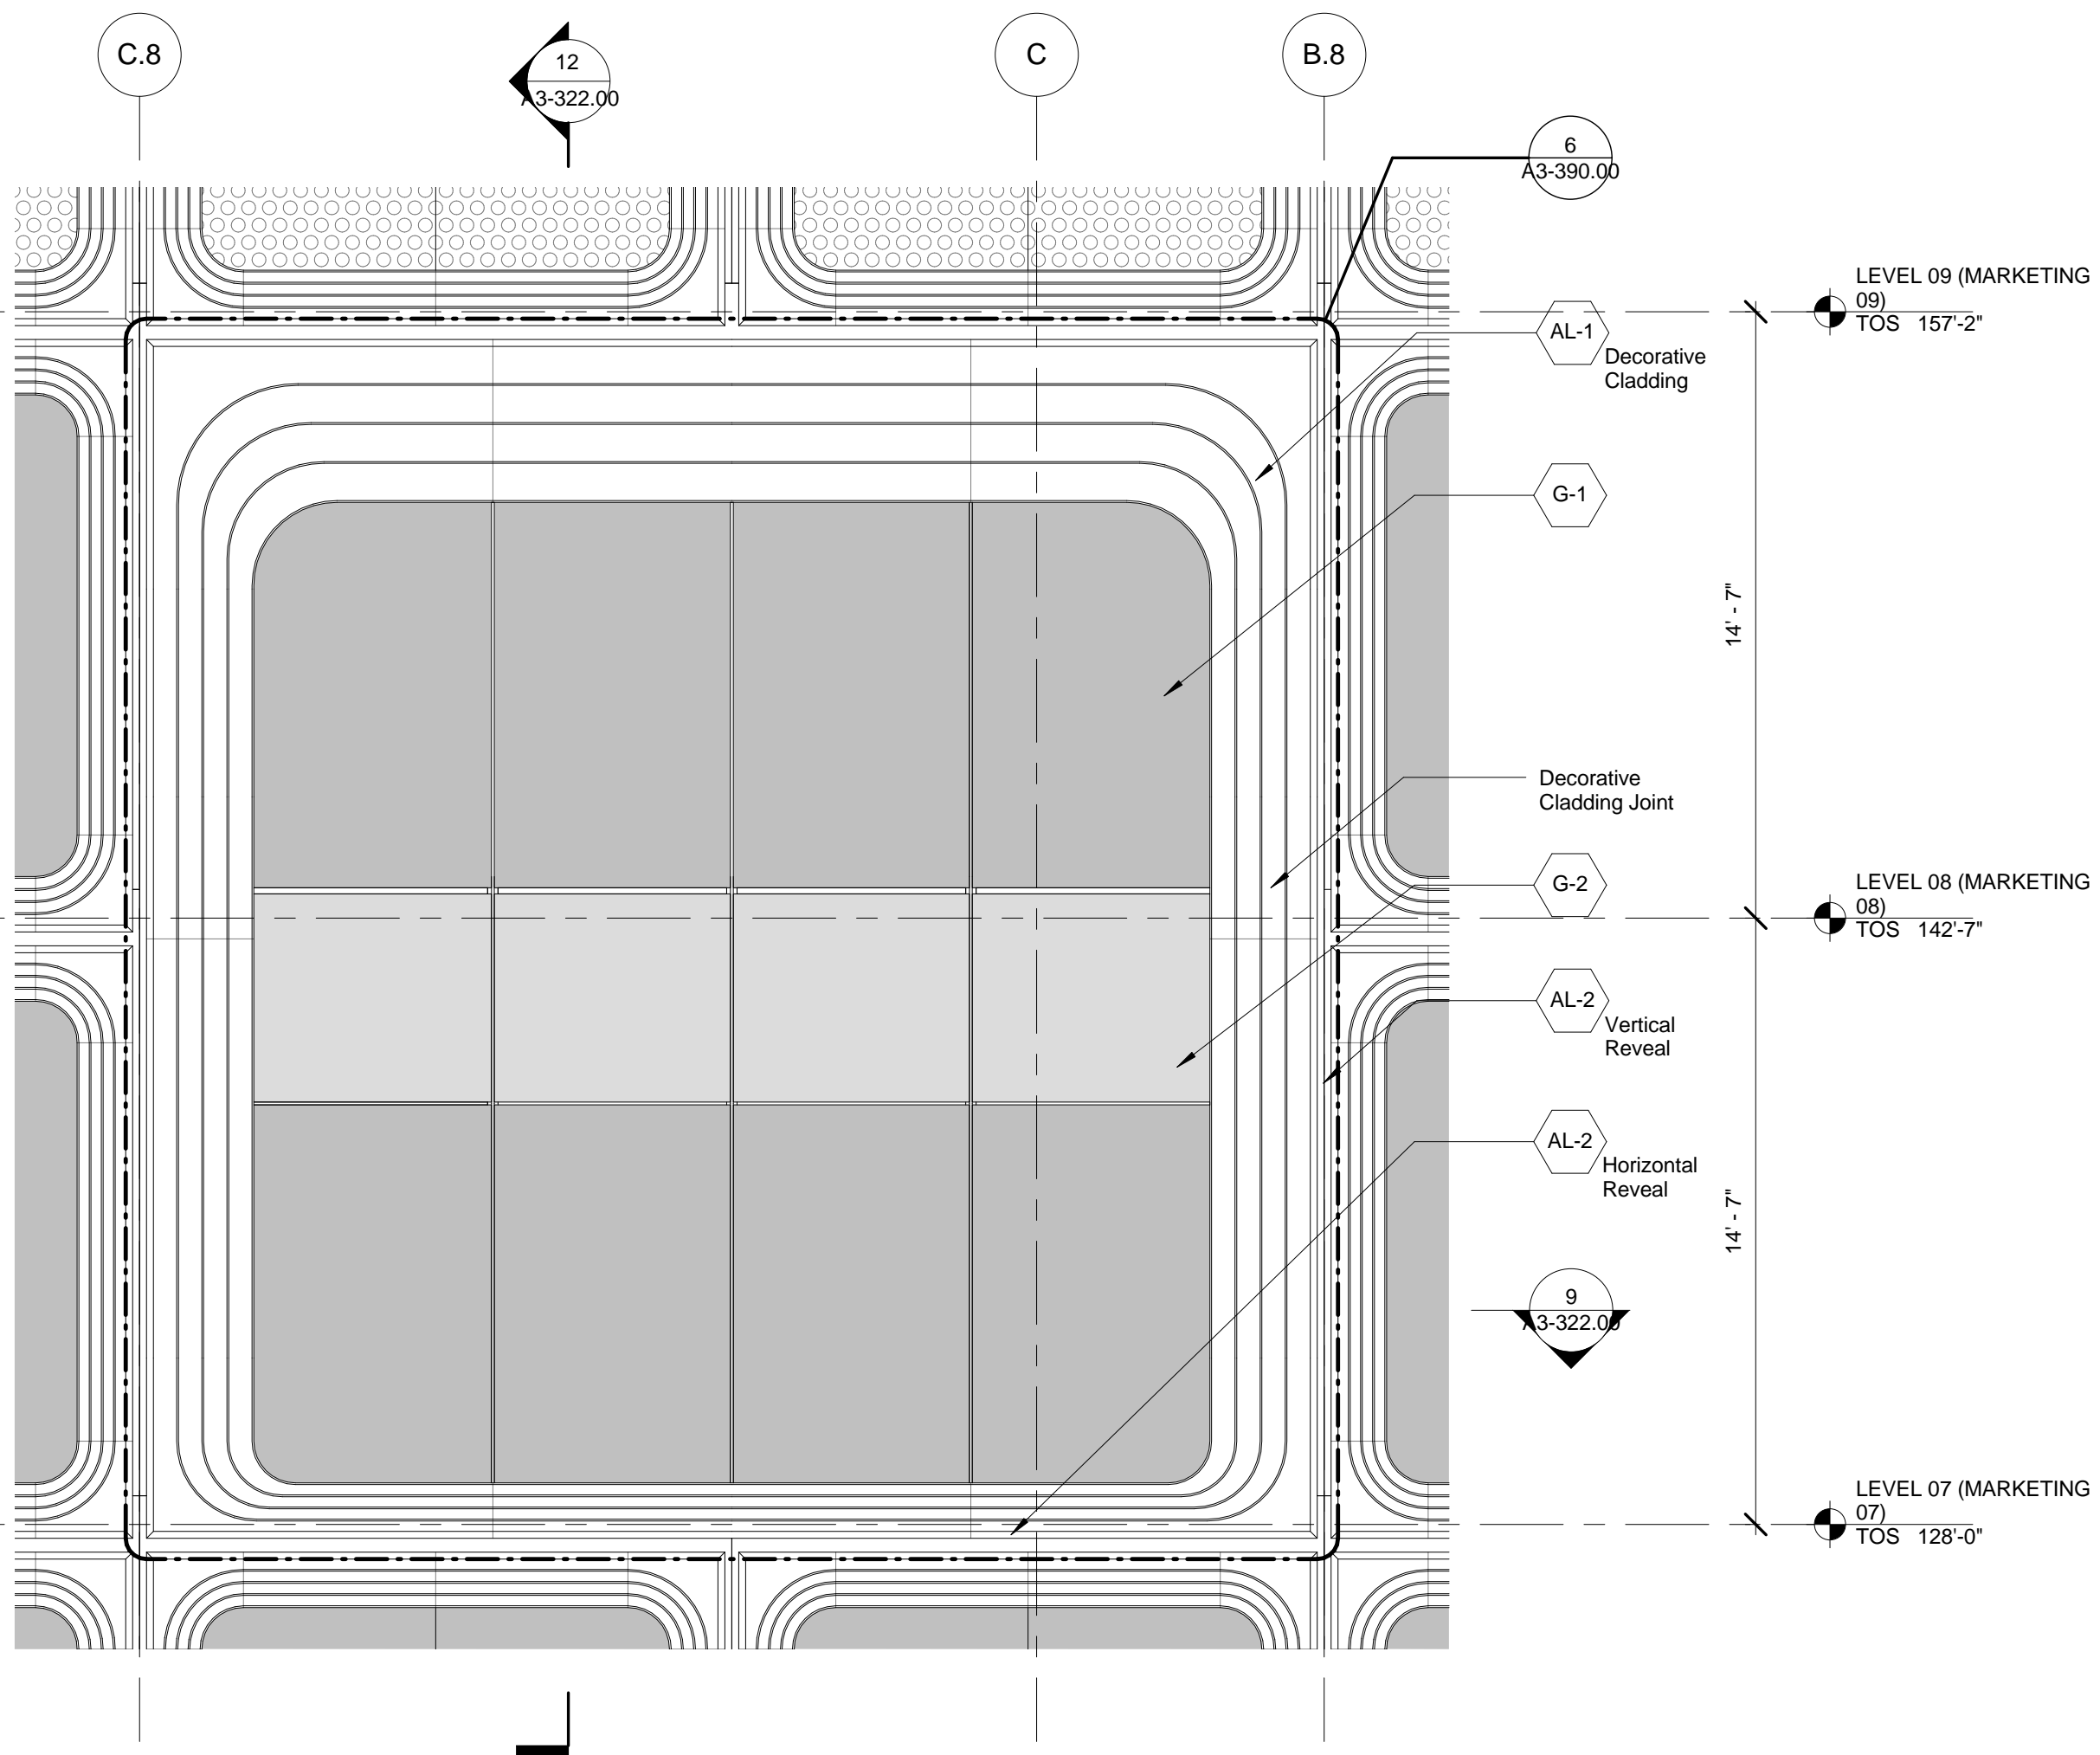 C.8
12
A3-322.00
C
B.8
6
A3-390.00
LEVEL 09 (MARKETING
09)
TOS 157'-2"
AL-1
Decorative
Cladding
G-1
14' - 7"
Decorative
Cladding Joint
G-2
LEVEL 08 (MARKETING
08)
TOS 142'-7"
AL-2
Vertical
Reveal
AL-2
Horizontal
Reveal
14' - 7"
9
A3-322.00
LEVEL 07 (MARKETING
07)
TOS 128'-0"